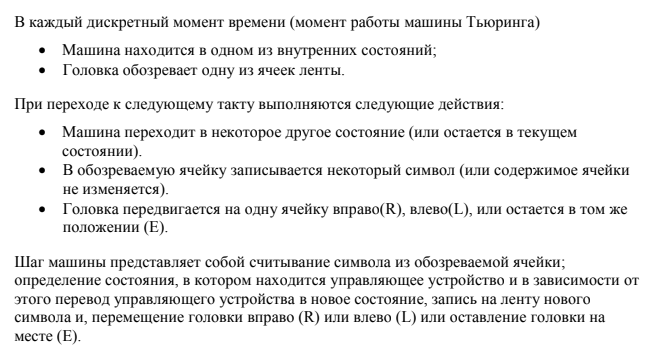 В каждый дискретный момент времени (момент работы машины Тьюринга)
• Машина находится в одном из внутренних состояний;
• Головка обозревает одну из ячеек ленты.
При переходе к следующему такту выполняются следующие действия:
• Машина переходит в некоторое другое состояние (или остается в текущем
состоянии).
• В обозреваемую ячейку записывается некоторый символ (или содержимое ячейки
не изменяется).
• Головка передвигается на одну ячейку вправо(R), влево(L), или остается в том же
положении (E).
Шаг машины представляет собой считывание символа из обозреваемой ячейки;
определение состояния, в котором находится управляющее устройство и в зависимости от
этого перевод управляющего устройства в новое состояние, запись на ленту нового
символа и, перемещение головки вправо (R) или влево (L) или оставление головки на
месте (E).